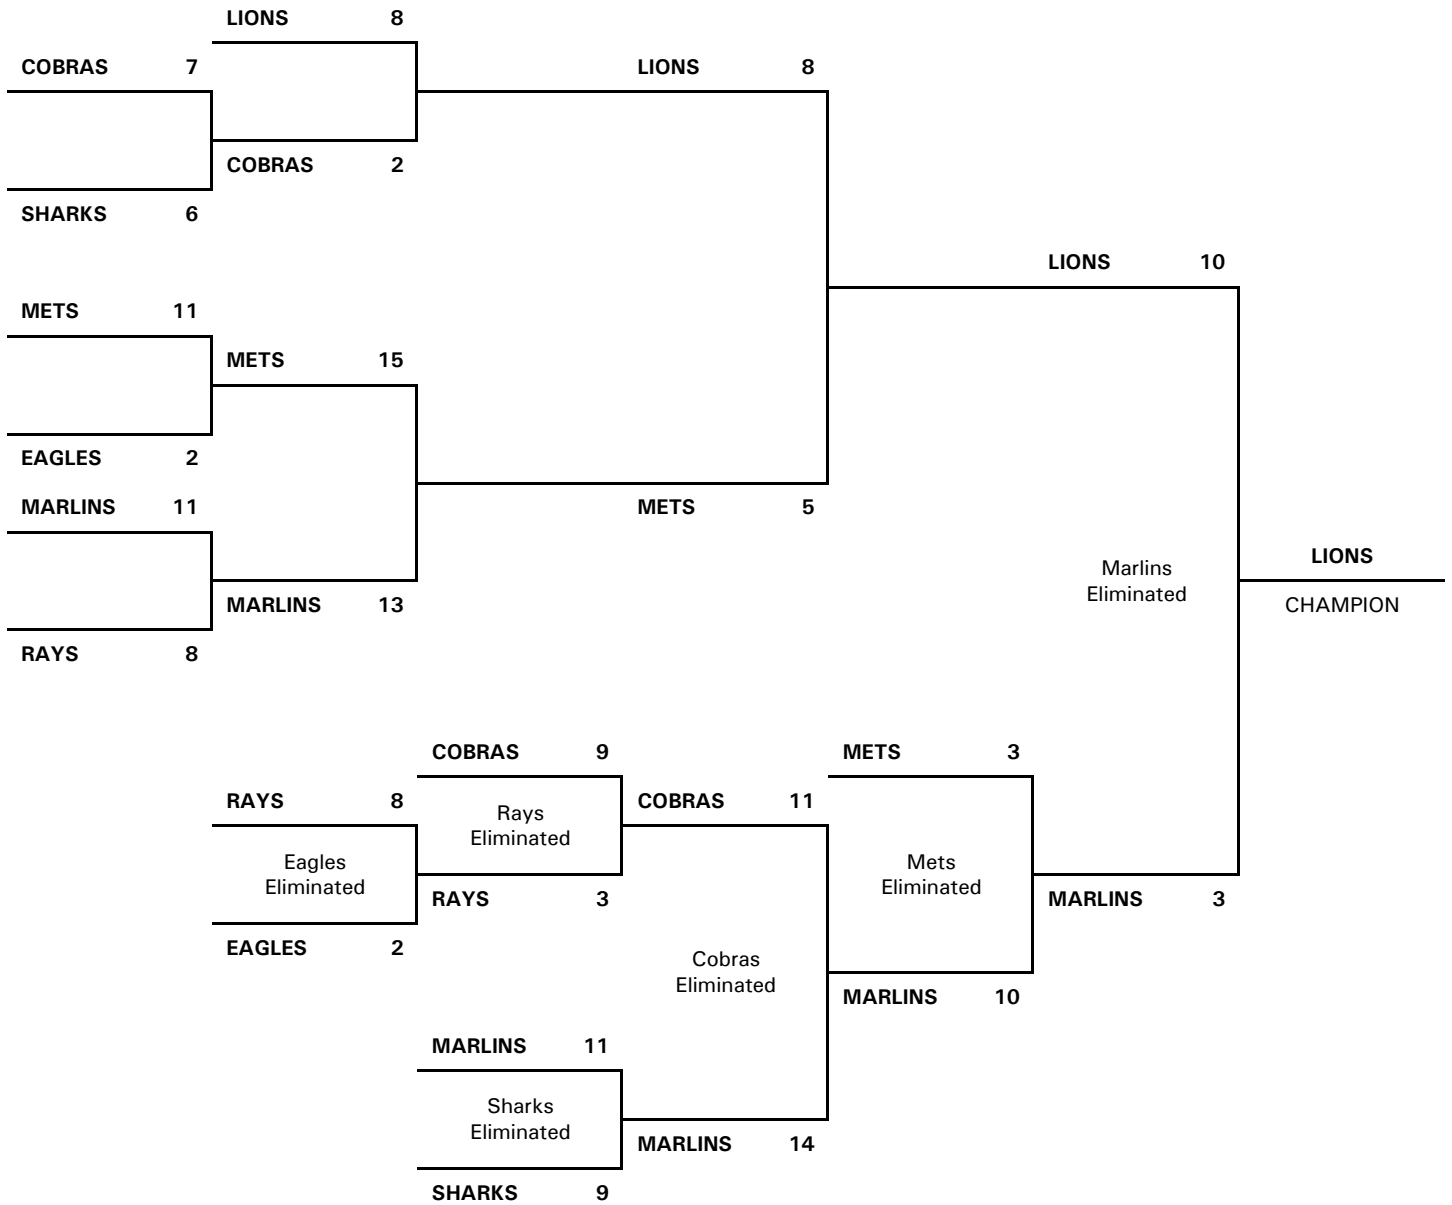 LIONS 8
COBRAS 7
LIONS 8
COBRAS 2
SHARKS 6
LIONS 10
METS 11
METS 15
EAGLES 2
MARLINS 11
METS 5
LIONS
Marlins
Eliminated
MARLINS 13
CHAMPION
RAYS 8
COBRAS 9
METS 3
RAYS 8
COBRAS 11
Rays
Eliminated
Eagles
Eliminated
Mets
Eliminated
RAYS 3
MARLINS 3
EAGLES 2
Cobras
Eliminated
MARLINS 10
MARLINS 11
Sharks
Eliminated
MARLINS 14
SHARKS 9